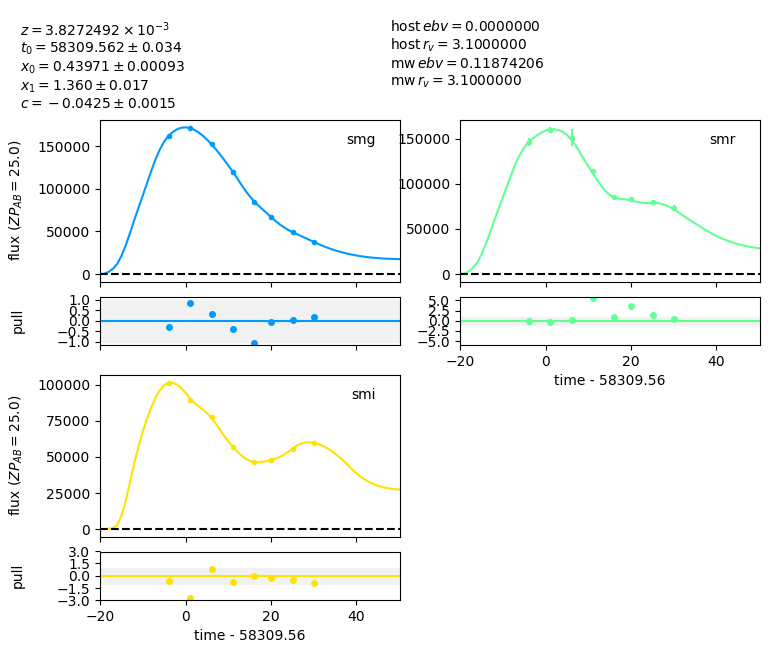 z = 3.8272492 × 10⁻³
t₀ = 58309.562 ± 0.034
x₀ = 0.43971 ± 0.00093
x₁ = 1.360 ± 0.017
c = −0.0425 ± 0.0015
host ebv = 0.0000000
host r_v = 3.1000000
mw ebv = 0.11874206
mw r_v = 3.1000000
flux (ZP_AB = 25.0)
150000
100000
50000
0
smg
150000
100000
50000
0
smr
pull
1.0
0.5
0.0
−0.5
−1.0
5.0
2.5
0.0
−2.5
−5.0
−20
0
20
40
time - 58309.56
flux (ZP_AB = 25.0)
100000
75000
50000
25000
0
smi
pull
3.0
1.5
0.0
−1.5
−3.0
−20
0
20
40
time - 58309.56